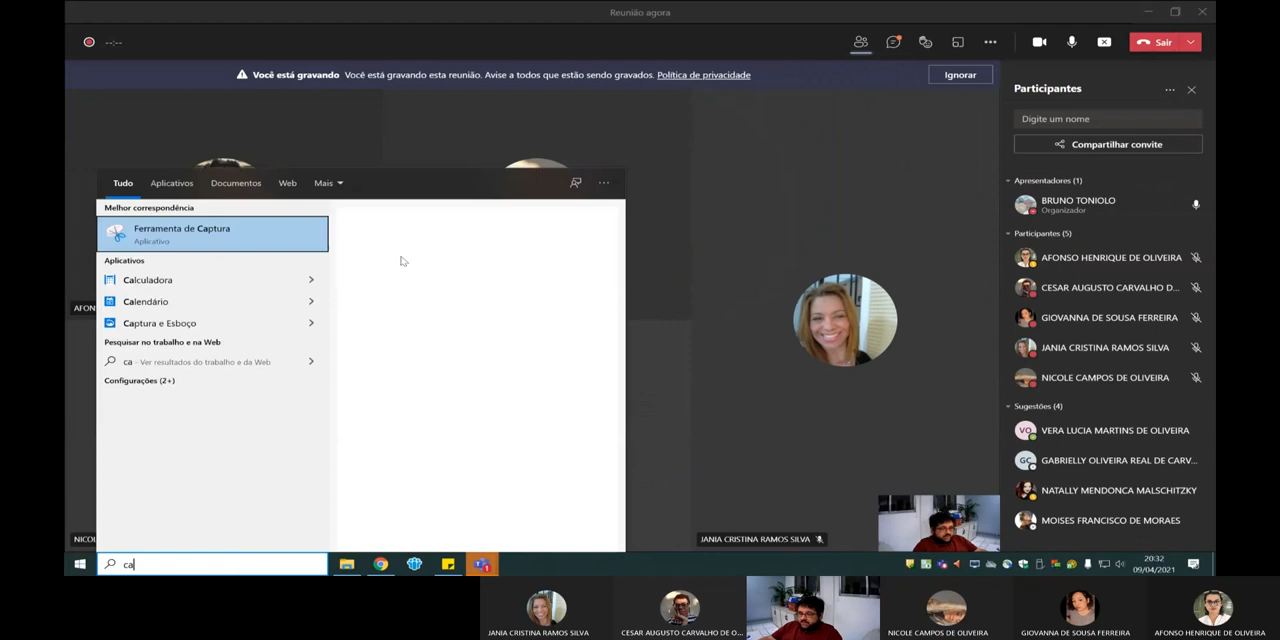 Reunião agora
--:--
Sair
Você está gravando Você está gravando esta reunião. Avise a todos que estão sendo gravados. Política de privacidade
Ignorar
Participantes
Digite um nome
Compartilhar convite
Apresentadores (1)
BRUNO TONIOLO
Organizador
Participantes (5)
AFONSO HENRIQUE DE OLIVEIRA
CESAR AUGUSTO CARVALHO D...
GIOVANNA DE SOUSA FERREIRA
JANIA CRISTINA RAMOS SILVA
NICOLE CAMPOS DE OLIVEIRA
Sugestões (4)
VO VERA LUCIA MARTINS DE OLIVEIRA
GC GABRIELLY OLIVEIRA REAL DE CARV...
NATALLY MENDONCA MALSCHITZKY
MOISES FRANCISCO DE MORAES
Tudo Aplicativos Documentos Web Mais
Melhor correspondência
Ferramenta de Captura
Aplicativo
Aplicativos
Calculadora
Calendário
Captura e Esboço
Pesquisar no trabalho e na Web
ca - Ver resultados do trabalho e da Web
Configurações (2+)
AFONS
NICOL
JANIA CRISTINA RAMOS SILVA
ca
20:32
09/04/2021
JANIA CRISTINA RAMOS SILVA
CESAR AUGUSTO CARVALHO DE O...
NICOLE CAMPOS DE OLIVEIRA
GIOVANNA DE SOUSA FERREIRA
AFONSO HENRIQUE DE OLIVEIRA